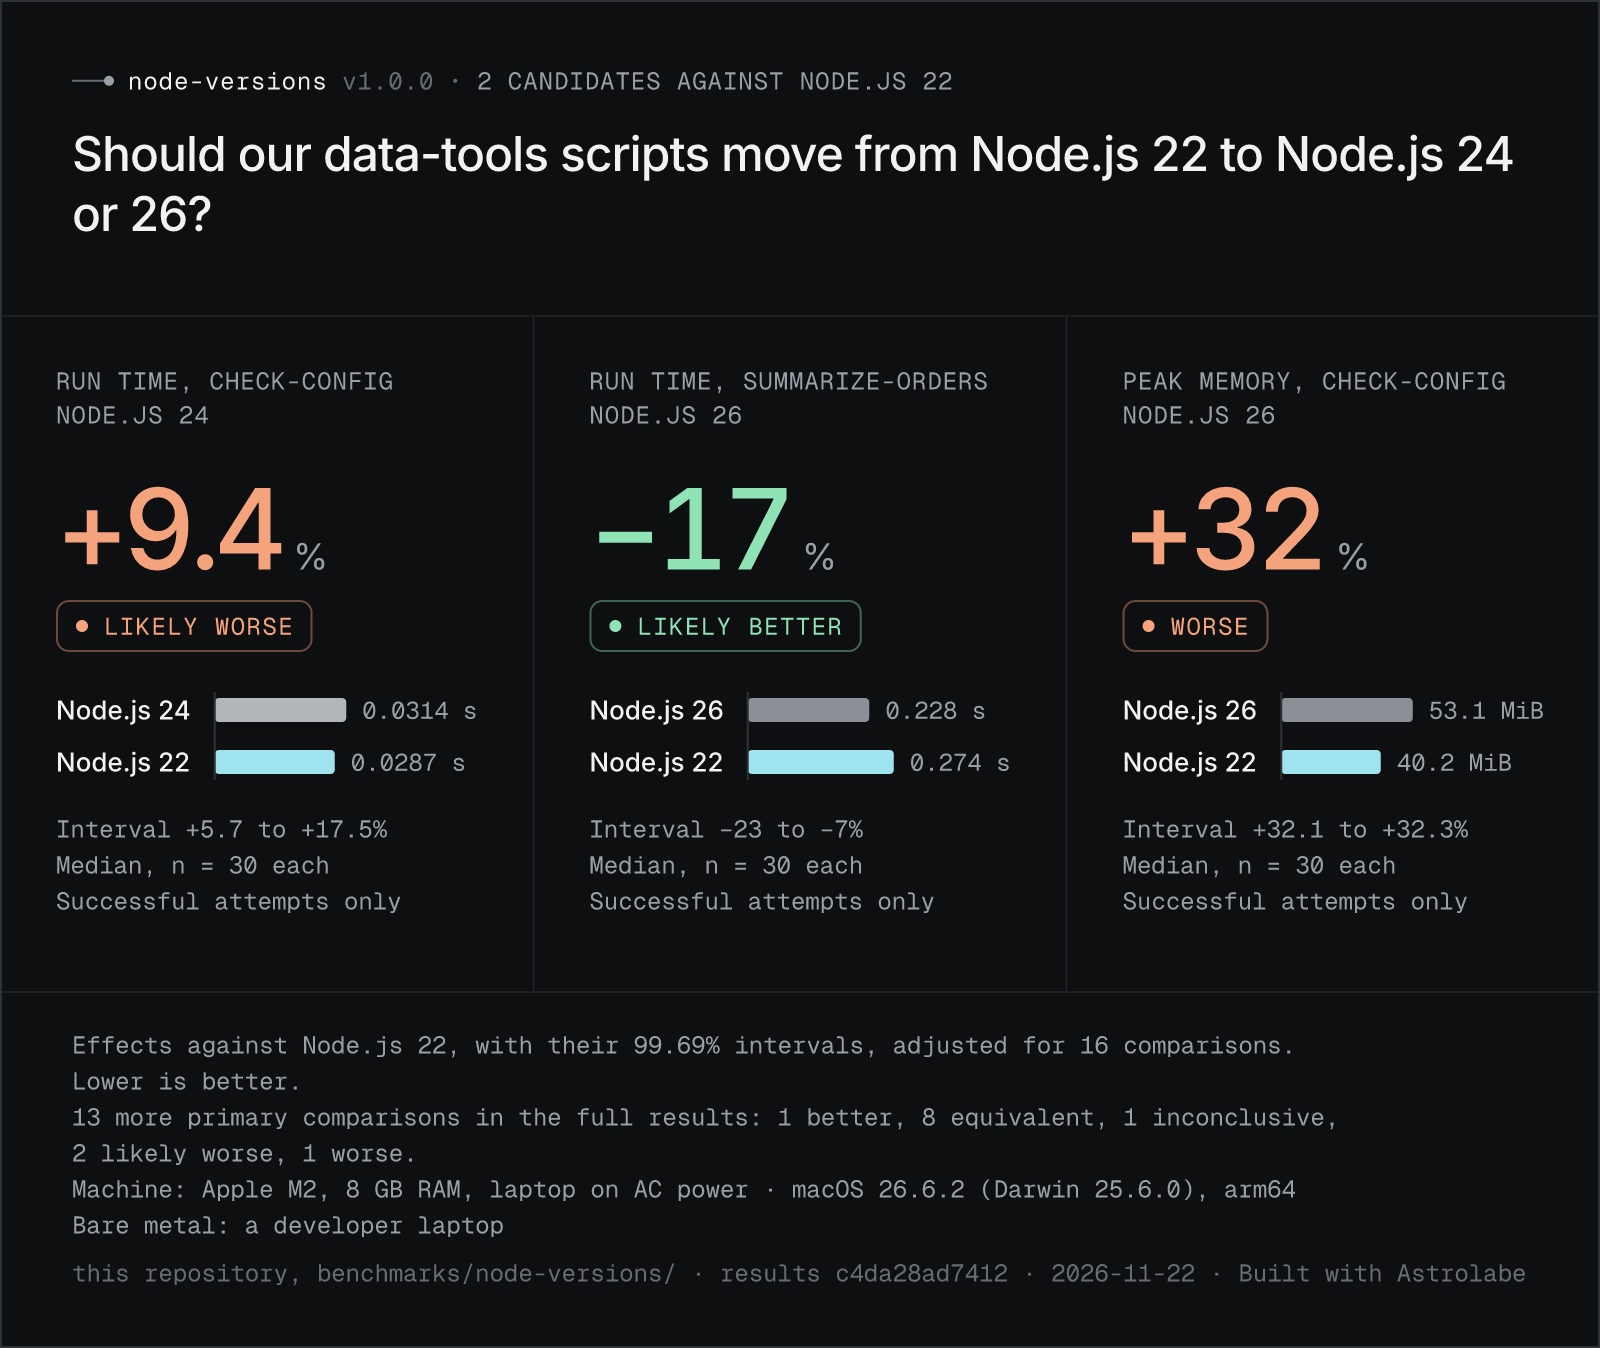 node-versions v1.0.0 · 2 CANDIDATES AGAINST NODE.JS 22
Should our data-tools scripts move from Node.js 22 to Node.js 24
or 26?
RUN TIME, CHECK-CONFIG
NODE.JS 24
+9.4 %
LIKELY WORSE
Node.js 24 0.0314 s
Node.js 22 0.0287 s
Interval +5.7 to +17.5%
Median, n = 30 each
Successful attempts only
RUN TIME, SUMMARIZE-ORDERS
NODE.JS 26
−17 %
LIKELY BETTER
Node.js 26 0.228 s
Node.js 22 0.274 s
Interval −23 to −7%
Median, n = 30 each
Successful attempts only
PEAK MEMORY, CHECK-CONFIG
NODE.JS 26
+32 %
WORSE
Node.js 26 53.1 MiB
Node.js 22 40.2 MiB
Interval +32.1 to +32.3%
Median, n = 30 each
Successful attempts only
Effects against Node.js 22, with their 99.69% intervals, adjusted for 16 comparisons.
Lower is better.
13 more primary comparisons in the full results: 1 better, 8 equivalent, 1 inconclusive,
2 likely worse, 1 worse.
Machine: Apple M2, 8 GB RAM, laptop on AC power · macOS 26.6.2 (Darwin 25.6.0), arm64
Bare metal: a developer laptop
this repository, benchmarks/node-versions/ · results c4da28ad7412 · 2026-11-22 · Built with Astrolabe